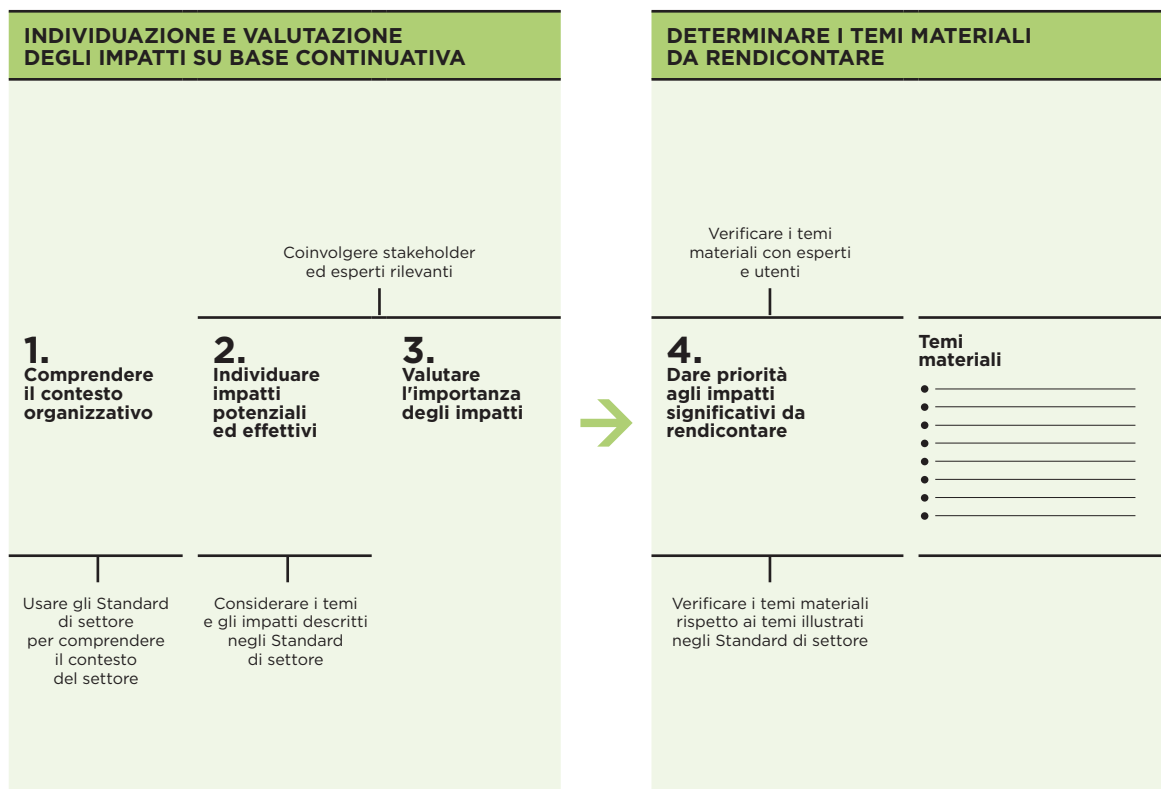 INDIVIDUAZIONE E VALUTAZIONE
DEGLI IMPATTI SU BASE CONTINUATIVA
Coinvolgere stakeholder
ed esperti rilevanti
1.
Comprendere
il contesto
organizzativo
2.
Individuare
impatti
potenziali
ed effettivi
3.
Valutare
l'importanza
degli impatti
Usare gli Standard
di settore
per comprendere
il contesto
del settore
Considerare i temi
e gli impatti descritti
negli Standard
di settore
DETERMINARE I TEMI MATERIALI
DA RENDICONTARE
Verificare i temi
materiali con esperti
e utenti
4.
Dare priorità
agli impatti
significativi da
rendicontare
Temi
materiali
Verificare i temi materiali
rispetto ai temi illustrati
negli Standard di settore